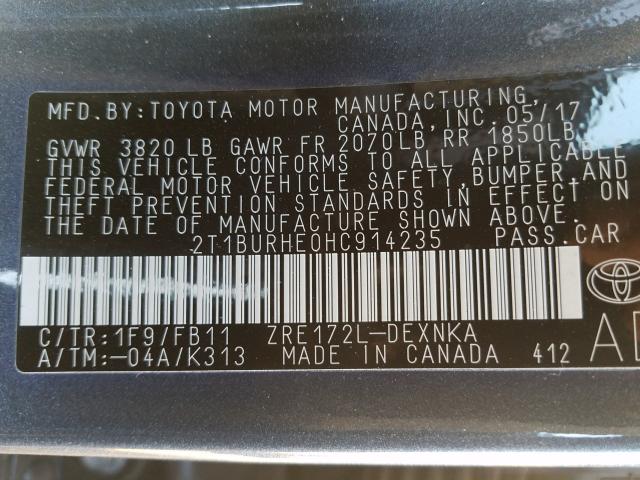 MFD.BY:TOYOTA MOTOR MANUFACTURING,
CANADA, INC. 05/17
GVWR 3820 LB GAWR FR 2070LB, RR 1850LB
THIS VEHICLE CONFORMS TO ALL APPLICABLE
FEDERAL MOTOR VEHICLE SAFETY, BUMPER, AND
THEFT PREVENTION STANDARDS IN EFFECT ON
THE DATE OF MANUFACTURE SHOWN ABOVE.
2T1BURHE0HC914235 PASS.CAR
C/TR:1F9/FB11 ZRE172L-DEXNKA
A/TM:-04A/K313 MADE IN CANADA 412